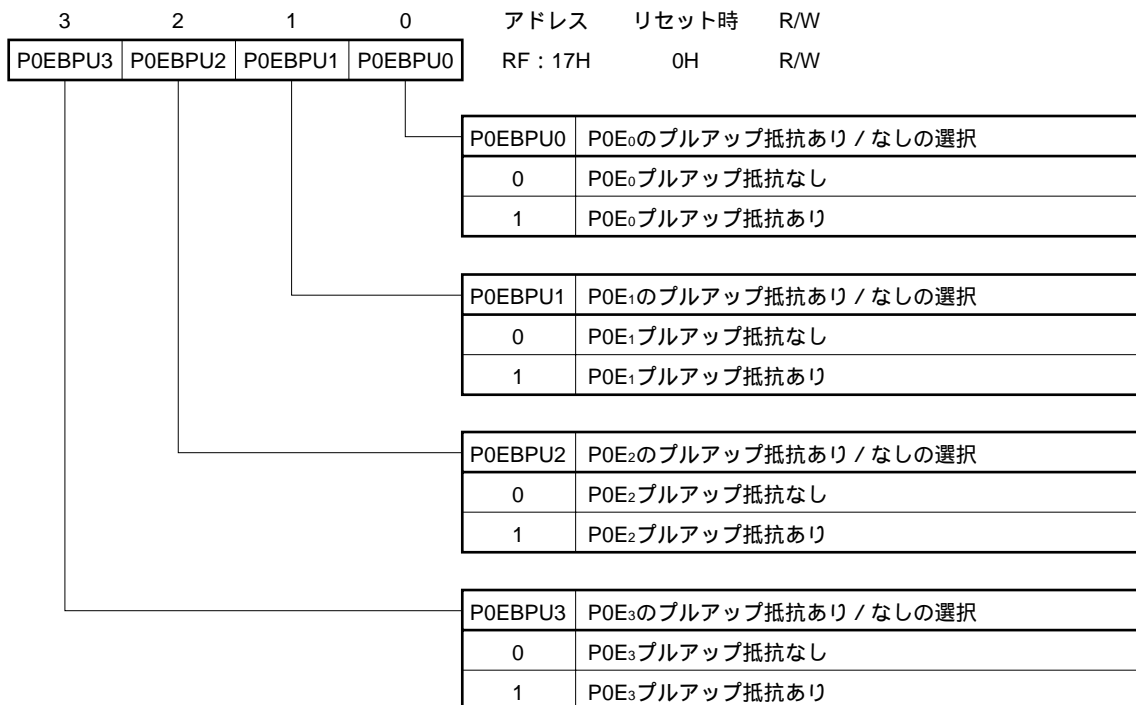 3 2 1 0 アドレス リセット時 R/W
P0EBPU3 P0EBPU2 P0EBPU1 P0EBPU0 RF：17H 0H R/W
P0EBPU0 P0E₀のプルアップ抵抗あり／なしの選択
0 P0E₀プルアップ抵抗なし
1 P0E₀プルアップ抵抗あり
P0EBPU1 P0E₁のプルアップ抵抗あり／なしの選択
0 P0E₁プルアップ抵抗なし
1 P0E₁プルアップ抵抗あり
P0EBPU2 P0E₂のプルアップ抵抗あり／なしの選択
0 P0E₂プルアップ抵抗なし
1 P0E₂プルアップ抵抗あり
P0EBPU3 P0E₃のプルアップ抵抗あり／なしの選択
0 P0E₃プルアップ抵抗なし
1 P0E₃プルアップ抵抗あり